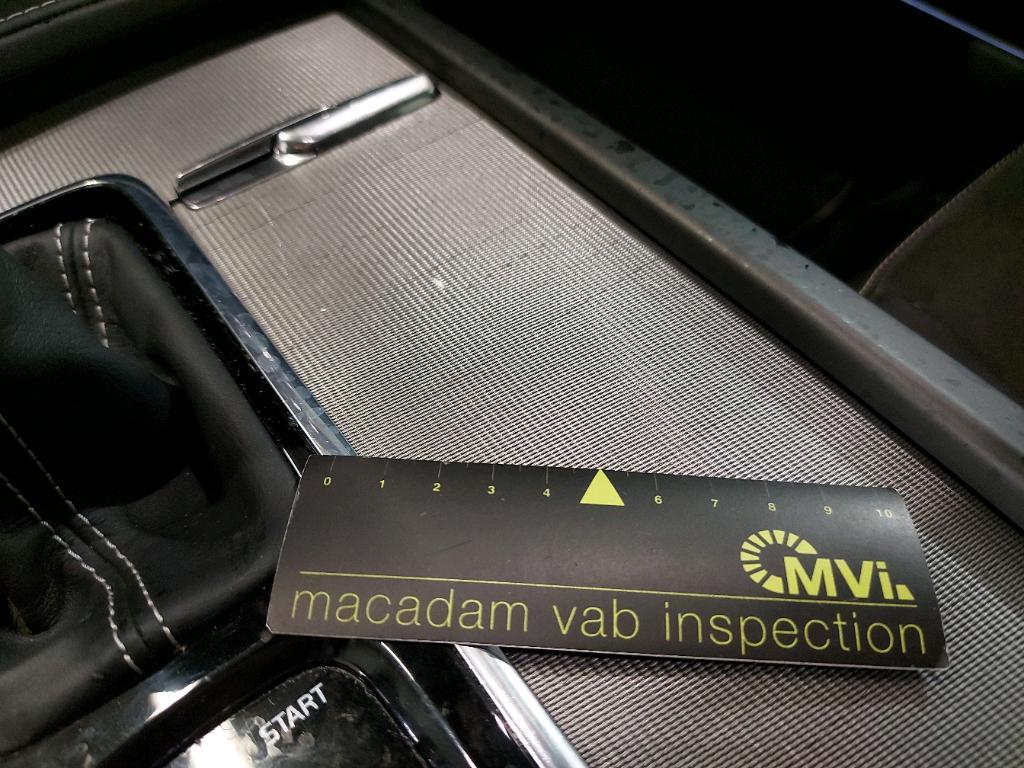 0 1 2 3 4 6 7 8 9 10
MVi.
macadam vab inspection
START